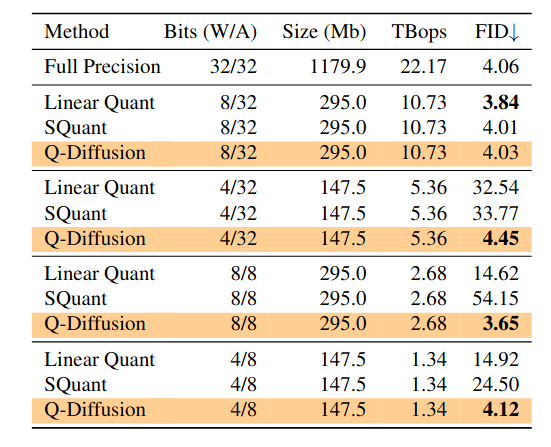 Method Bits (W/A) Size (Mb) TBops FID↓
Full Precision 32/32 1179.9 22.17 4.06
Linear Quant 8/32 295.0 10.73 3.84
SQuant 8/32 295.0 10.73 4.01
Q-Diffusion 8/32 295.0 10.73 4.03
Linear Quant 4/32 147.5 5.36 32.54
SQuant 4/32 147.5 5.36 33.77
Q-Diffusion 4/32 147.5 5.36 4.45
Linear Quant 8/8 295.0 2.68 14.62
SQuant 8/8 295.0 2.68 54.15
Q-Diffusion 8/8 295.0 2.68 3.65
Linear Quant 4/8 147.5 1.34 14.92
SQuant 4/8 147.5 1.34 24.50
Q-Diffusion 4/8 147.5 1.34 4.12